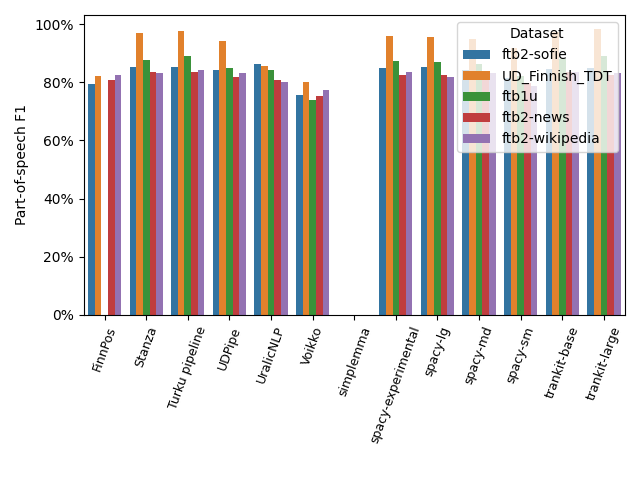 Part-of-speech F1
100%
80%
60%
40%
20%
0%
Dataset
ftb2-sofie
UD_Finnish_TDT
ftb1u
ftb2-news
ftb2-wikipedia
FinnPos
Stanza
Turku pipeline
UDPipe
UralicNLP
Voikko
simplemma
spacy-experimental
spacy-lg
spacy-md
spacy-sm
trankit-base
trankit-large